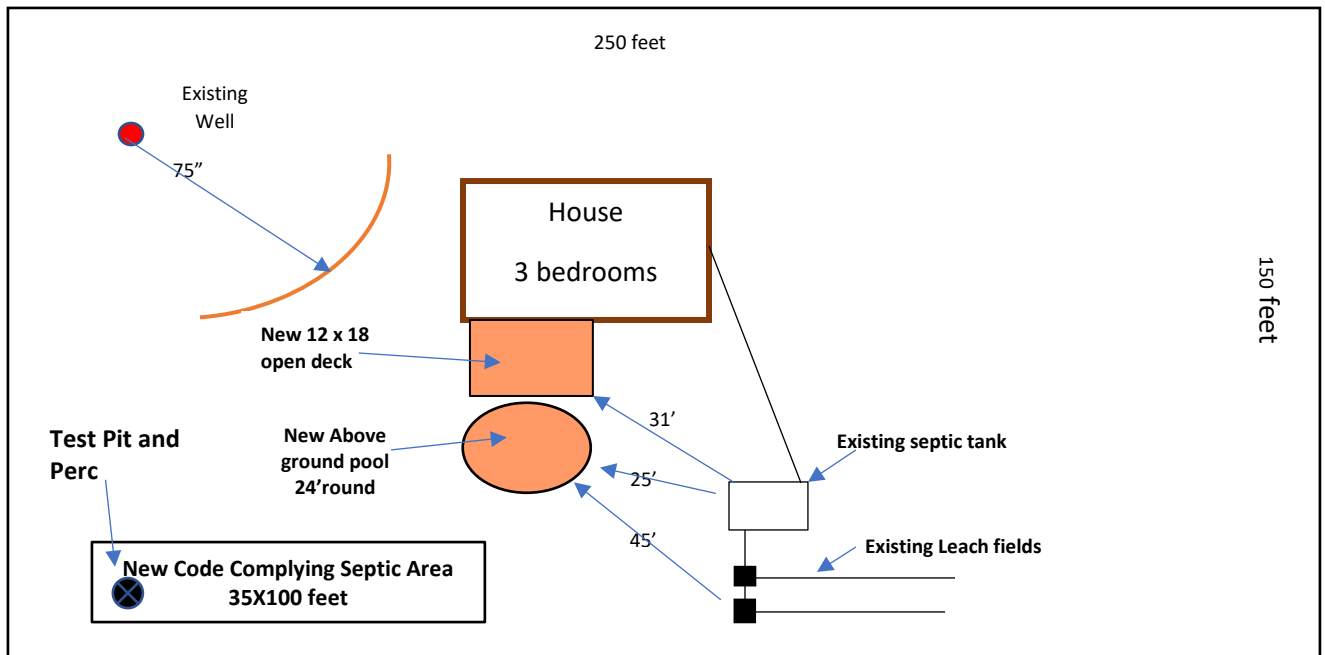 250 feet
Existing
Well
75”
House
3 bedrooms
150 feet
New 12 x 18
open deck
31’
Test Pit and
Perc
New Above
ground pool
24’round
Existing septic tank
25’
45’
Existing Leach fields
New Code Complying Septic Area
35X100 feet